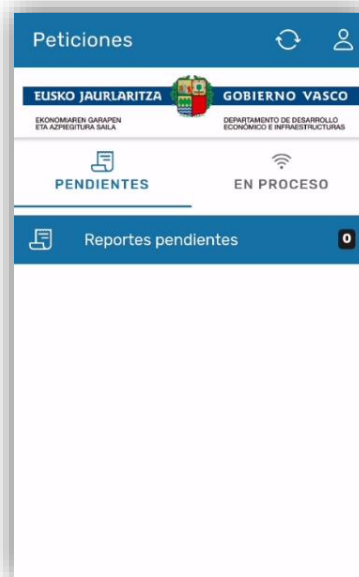 Peticiones
EUSKO JAURLARITZA GOBIERNO VASCO
EKONOMIAREN GARAPEN
ETA AZPIEGITURA SAILA
DEPARTAMENTO DE DESARROLLO
ECONÓMICO E INFRAESTRUCTURAS
PENDIENTES EN PROCESO
Reportes pendientes 0